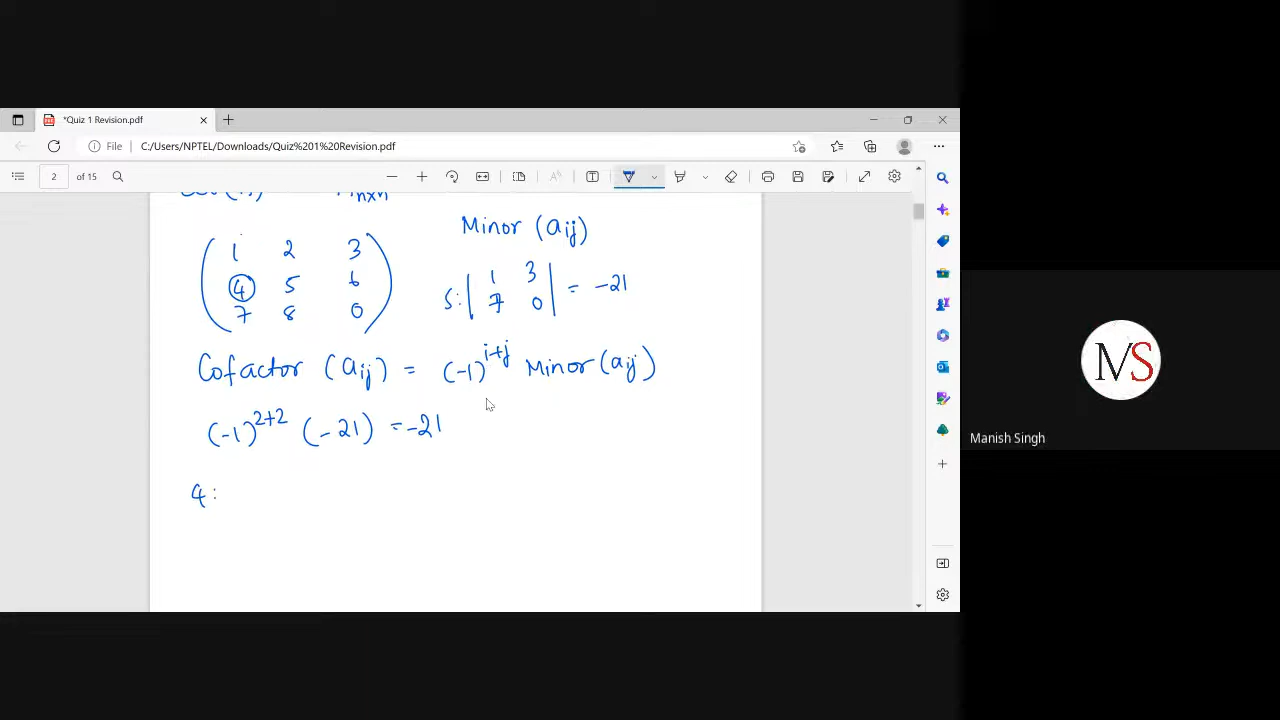 *Quiz 1 Revision.pdf
File C:/Users/NPTEL/Downloads/Quiz%201%20Revision.pdf
2 of 15
Minor (aij)
1 2 3
4 5 6
7 8 0
5: | 1 3 | = -21
| 7 0 |
Cofactor (aij) = (-1)^i+j Minor (aij)
(-1)^2+2 (-21) = -21
4:
MS
Manish Singh